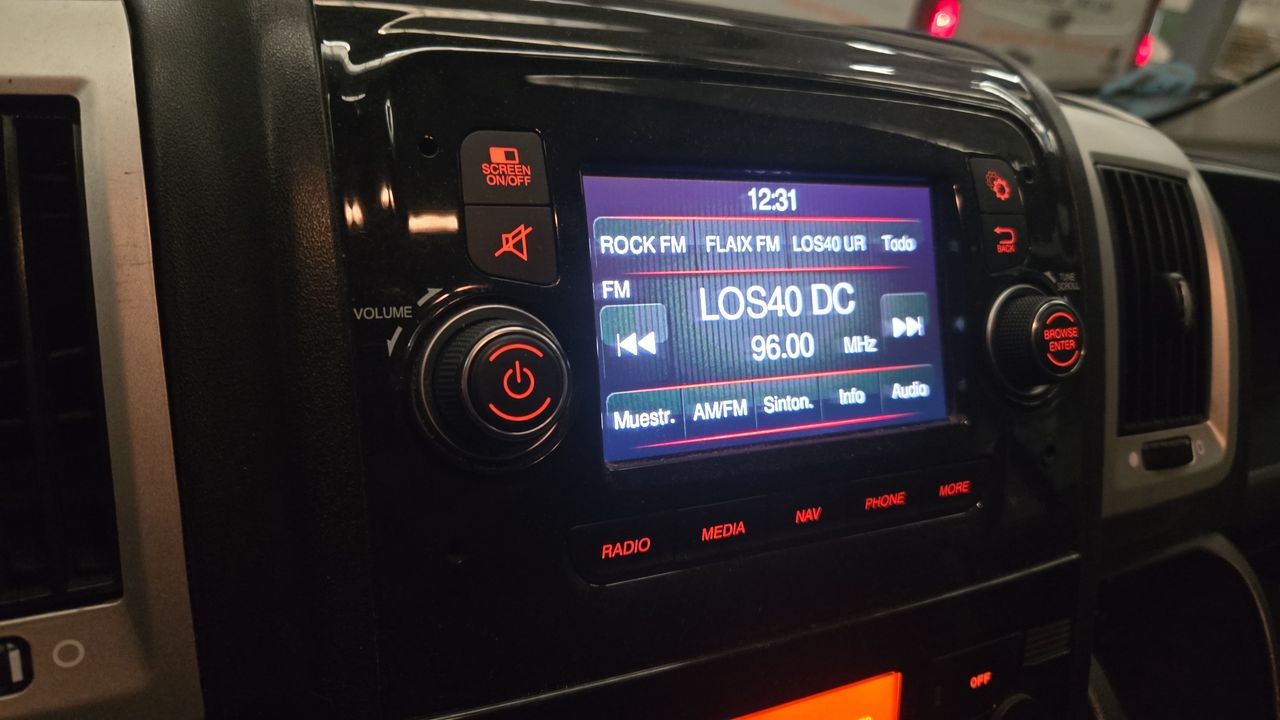 SCREEN
ON/OFF
VOLUME
12:31
ROCK FM FLAIX FM LOS40 UR Todo
FM
LOS40 DC
96.00 MHz
Muestr. AM/FM Sinton. Info Audio
BACK
TUNE
SCROLL
BROWSE
ENTER
RADIO MEDIA NAV PHONE MORE
OFF